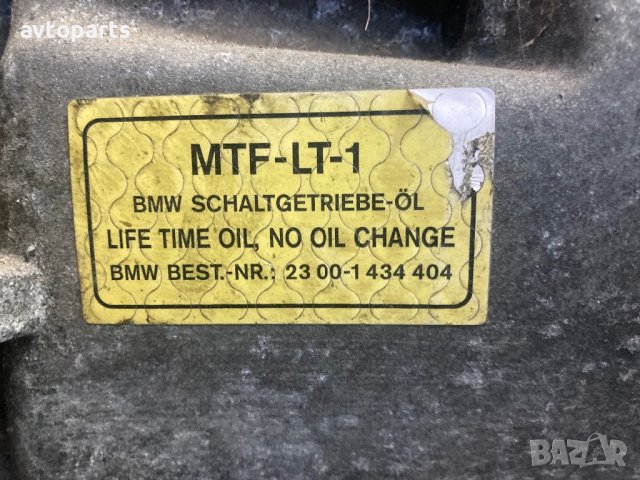 avtoparts
MTF-LT-1
BMW SCHALTGETRIEBE-ÖL
LIFE TIME OIL, NO OIL CHANGE
BMW BEST.-NR.: 23 00-1 434 404
BAZAR